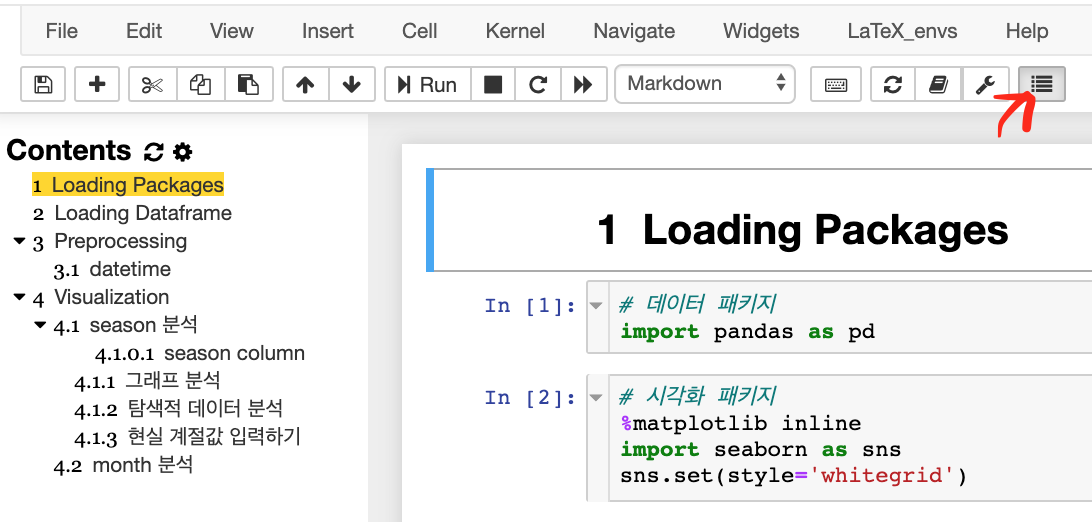 File Edit View Insert Cell Kernel Navigate Widgets LaTeX_envs Help
Run Markdown
Contents
1 Loading Packages
2 Loading Dataframe
3 Preprocessing
3.1 datetime
4 Visualization
4.1 season 분석
4.1.0.1 season column
4.1.1 그래프 분석
4.1.2 탐색적 데이터 분석
4.1.3 현실 계절값 입력하기
4.2 month 분석
1 Loading Packages
In [1]:
# 데이터 패키지
import pandas as pd
In [2]:
# 시각화 패키지
%matplotlib inline
import seaborn as sns
sns.set(style='whitegrid')